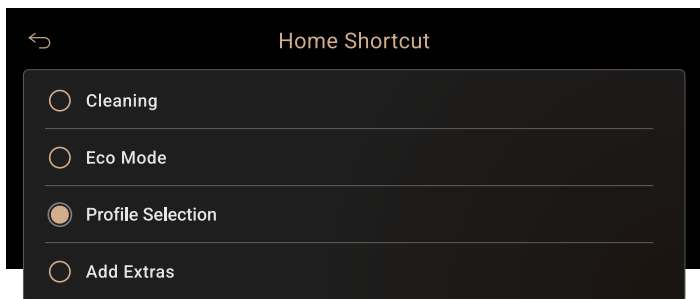 Home Shortcut
Cleaning
Eco Mode
Profile Selection
Add Extras